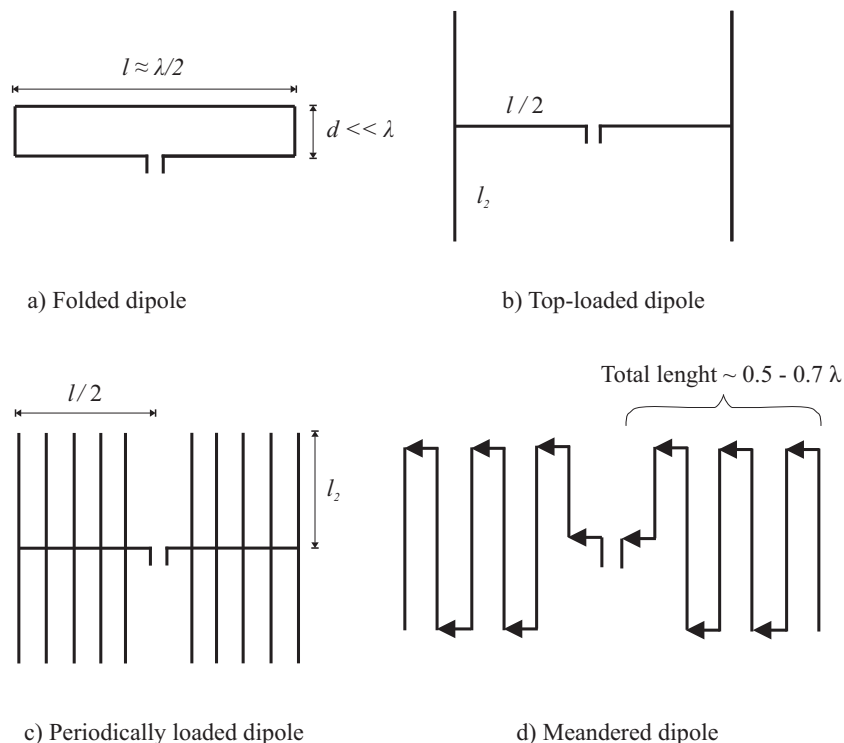 l ≈ λ/2
d << λ
a) Folded dipole
l / 2
l₂
b) Top-loaded dipole
l / 2
l₂
c) Periodically loaded dipole
Total lenght ~ 0.5 - 0.7 λ
d) Meandered dipole